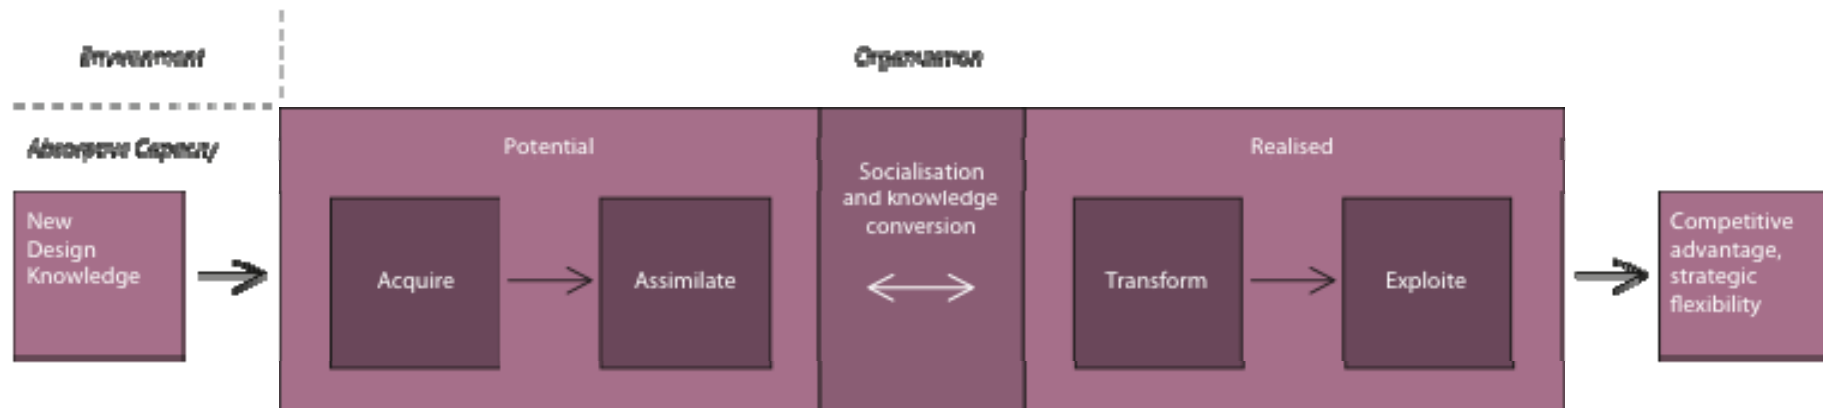 Environment
Organisation
Absorptive Capacity
New
Design
Knowledge
Potential
Acquire
Assimilate
Socialisation
and knowledge
conversion
Realised
Transform
Exploite
Competitive
advantage,
strategic
flexibility